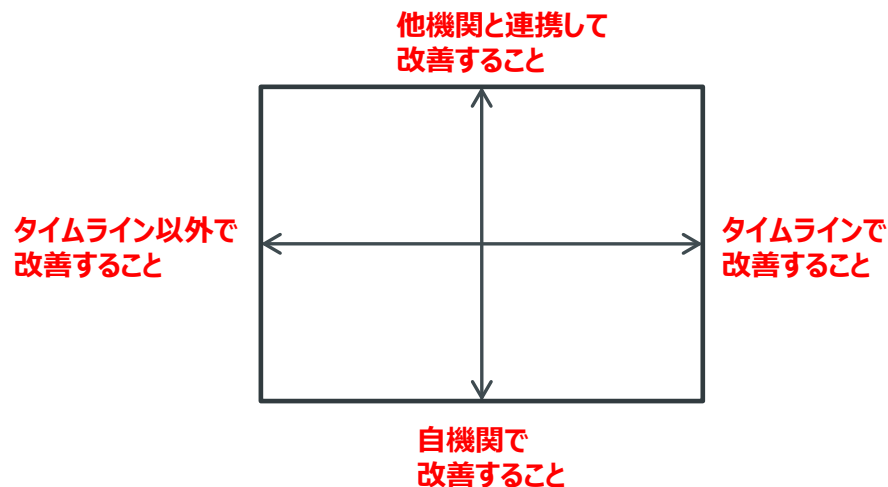 他機関と連携して
改善すること
タイムライン以外で
改善すること
タイムラインで
改善すること
自機関で
改善すること